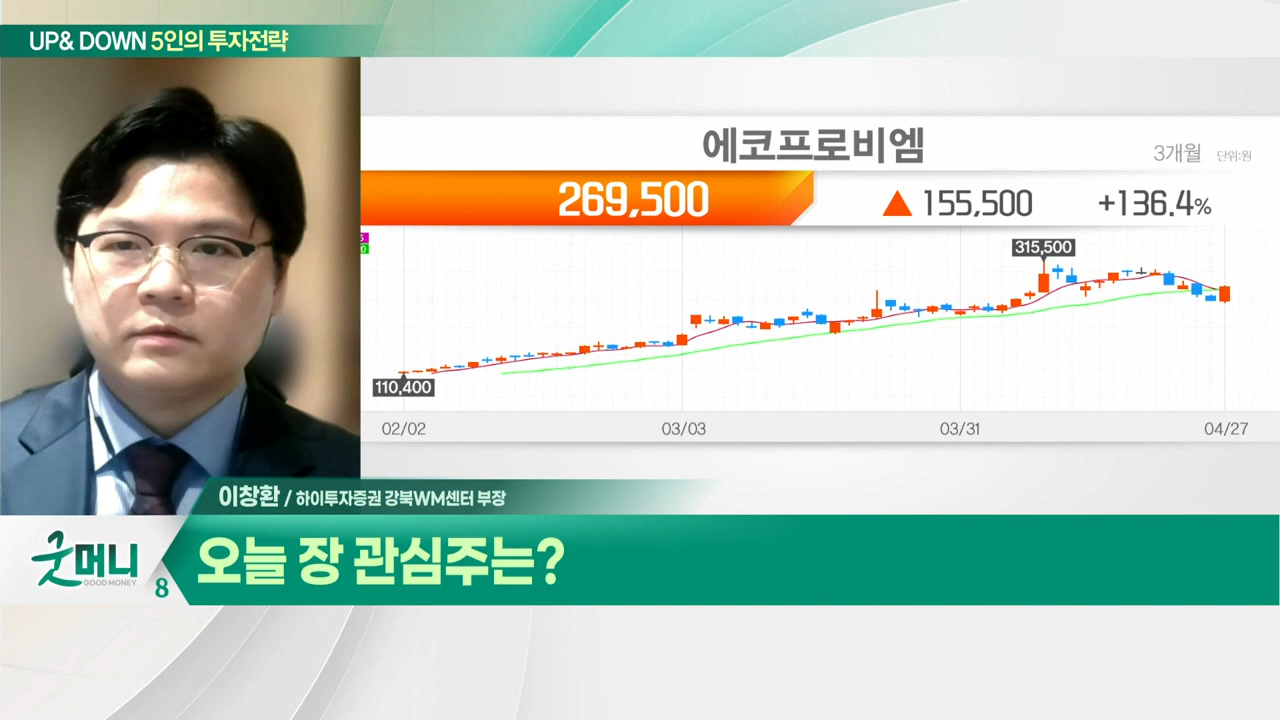 UP& DOWN 5인의 투자전략
에코프로비엠
3개월 단위:원
269,500 ▲ 155,500 +136.4%
315,500
110,400
02/02 03/03 03/31 04/27
이창환 / 하이투자증권 강북WM센터 부장
굿머니
GOOD MONEY
8
오늘 장 관심주는?